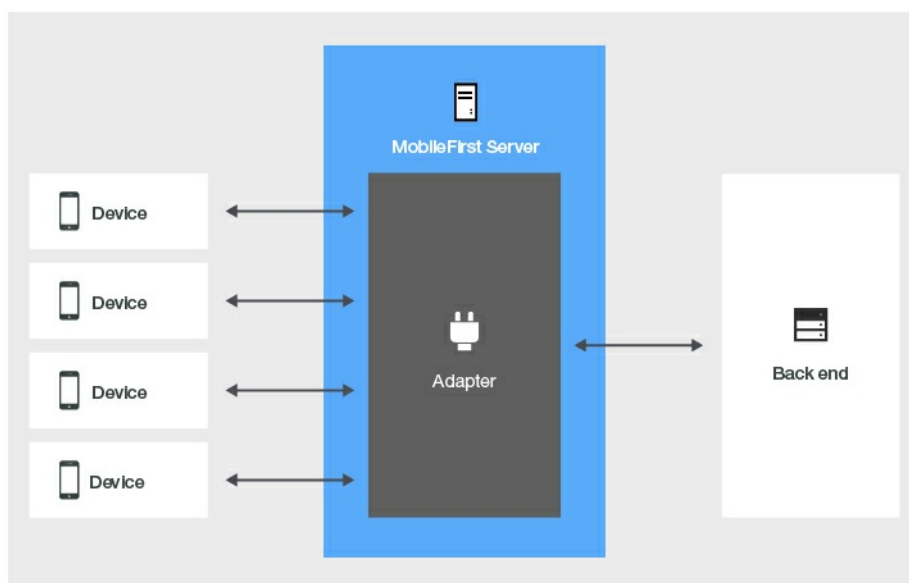 MobileFirst Server
Device
Device
Device
Device
Adapter
Back end